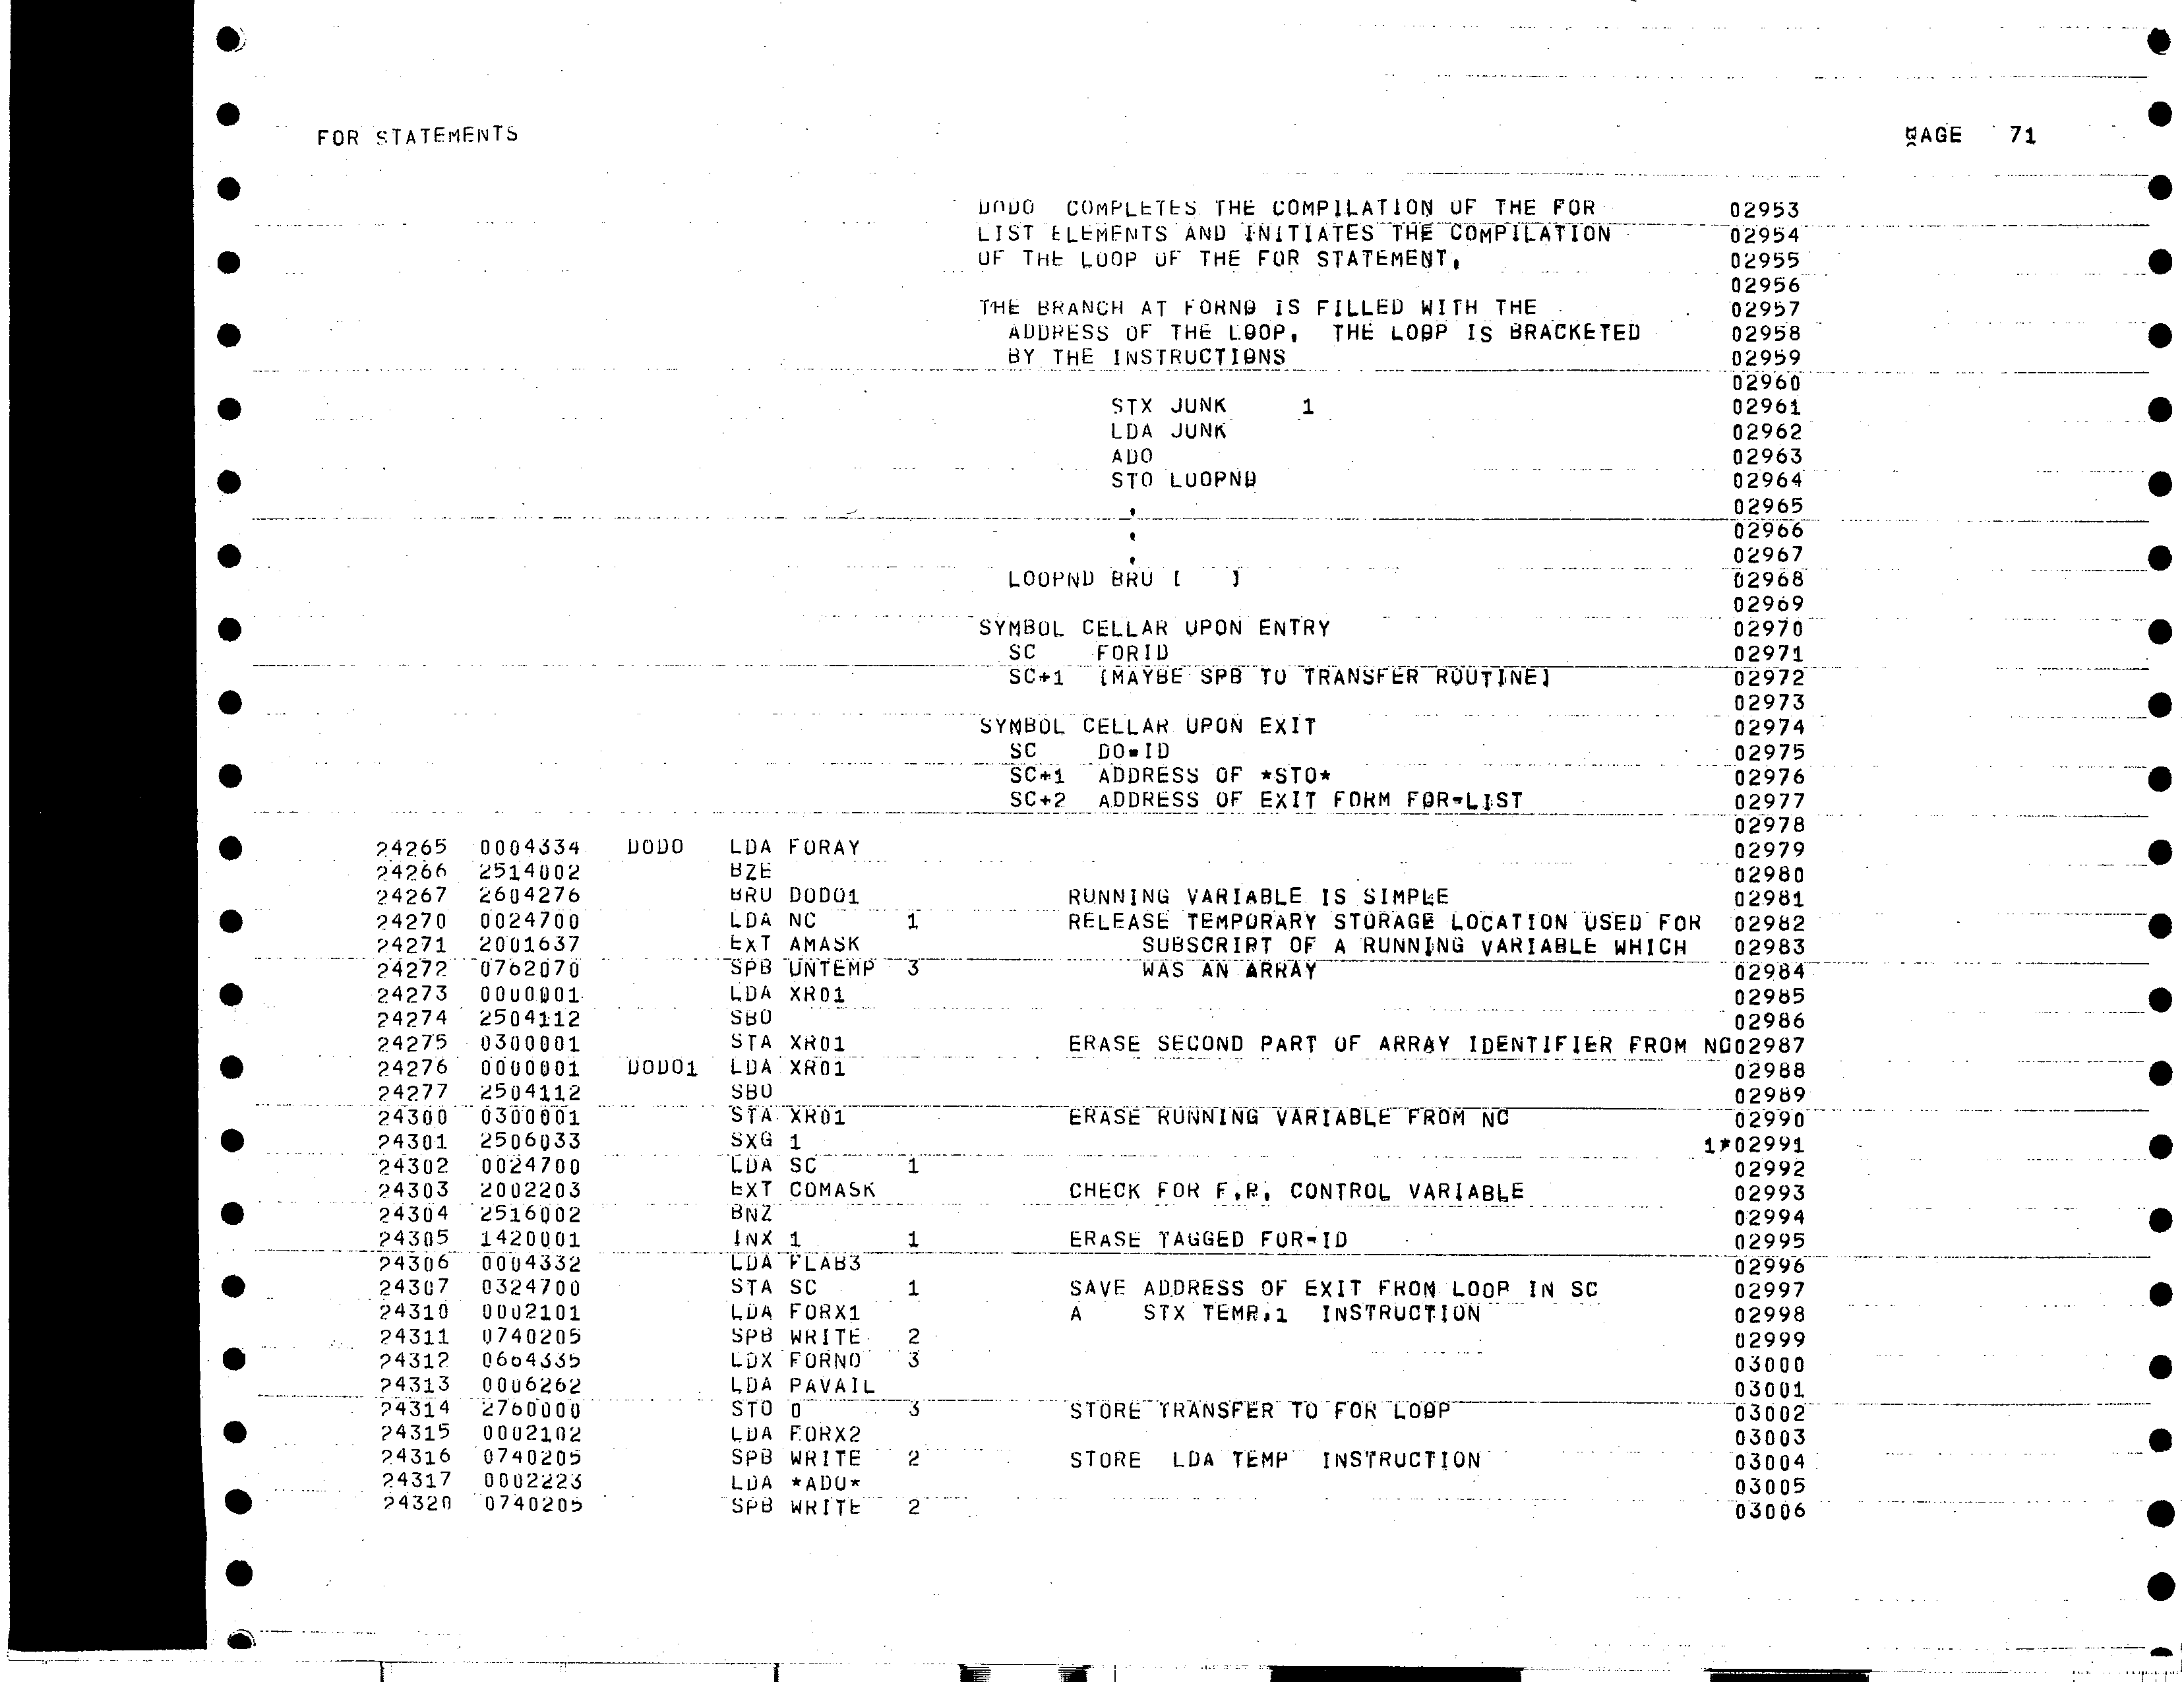 FOR STATEMENTS PAGE 71
DODO COMPLETES THE COMPILATION OF THE FOR 02953
LIST ELEMENTS AND INITIATES THE COMPILATION 02954
OF THE LOOP OF THE FOR STATEMENT, 02955
02956
THE BRANCH AT FORNO IS FILLED WITH THE 02957
ADDRESS OF THE LOOP, THE LOOP IS BRACKETED 02958
BY THE INSTRUCTIONS 02959
02960
STX JUNK 1 02961
LDA JUNK 02962
ADO 02963
STO LOOPND 02964
. 02965
. 02966
. 02967
LOOPND BRU [ ] 02968
02969
SYMBOL CELLAR UPON ENTRY 02970
SC FORID 02971
SC+1 [MAYBE SPB TO TRANSFER ROUTINE] 02972
02973
SYMBOL CELLAR UPON EXIT 02974
SC DO=ID 02975
SC+1 ADDRESS OF *STO* 02976
SC+2 ADDRESS OF EXIT FORM FOR=LIST 02977
02978
24265 0004334 DODO LDA FORAY 02979
24266 2514002 BZE 02980
24267 2604276 BRU DODO1 RUNNING VARIABLE IS SIMPLE 02981
24270 0024700 LDA NC 1 RELEASE TEMPORARY STORAGE LOCATION USED FOR 02982
24271 2001637 EXT AMASK SUBSCRIPT OF A RUNNING VARIABLE WHICH 02983
24272 0762070 SPB UNTEMP 3 WAS AN ARRAY 02984
24273 0000001 LDA XR01 02985
24274 2504112 SBO 02986
24275 0300001 STA XR01 ERASE SECOND PART OF ARRAY IDENTIFIER FROM NC02987
24276 0000001 DODO1 LDA XR01 02988
24277 2504112 SBO 02989
24300 0300001 STA XR01 ERASE RUNNING VARIABLE FROM NC 02990
24301 2506033 SXG 1 1*02991
24302 0024700 LDA SC 1 02992
24303 2002203 EXT COMASK CHECK FOR F,P, CONTROL VARIABLE 02993
24304 2516002 BNZ 02994
24305 1420001 INX 1 1 ERASE TAGGED FOR=ID 02995
24306 0004332 LDA FLAB3 02996
24307 0324700 STA SC 1 SAVE ADDRESS OF EXIT FROM LOOP IN SC 02997
24310 0002101 LDA FORX1 A STX TEMP,1 INSTRUCTION 02998
24311 0740205 SPB WRITE 2 02999
24312 0664335 LDX FORNO 3 03000
24313 0006262 LDA PAVAIL 03001
24314 2760000 STO 0 3 STORE TRANSFER TO FOR LOOP 03002
24315 0002102 LDA FORX2 03003
24316 0740205 SPB WRITE 2 STORE LDA TEMP INSTRUCTION 03004
24317 0002223 LDA *ADO* 03005
24320 0740205 SPB WRITE 2 03006